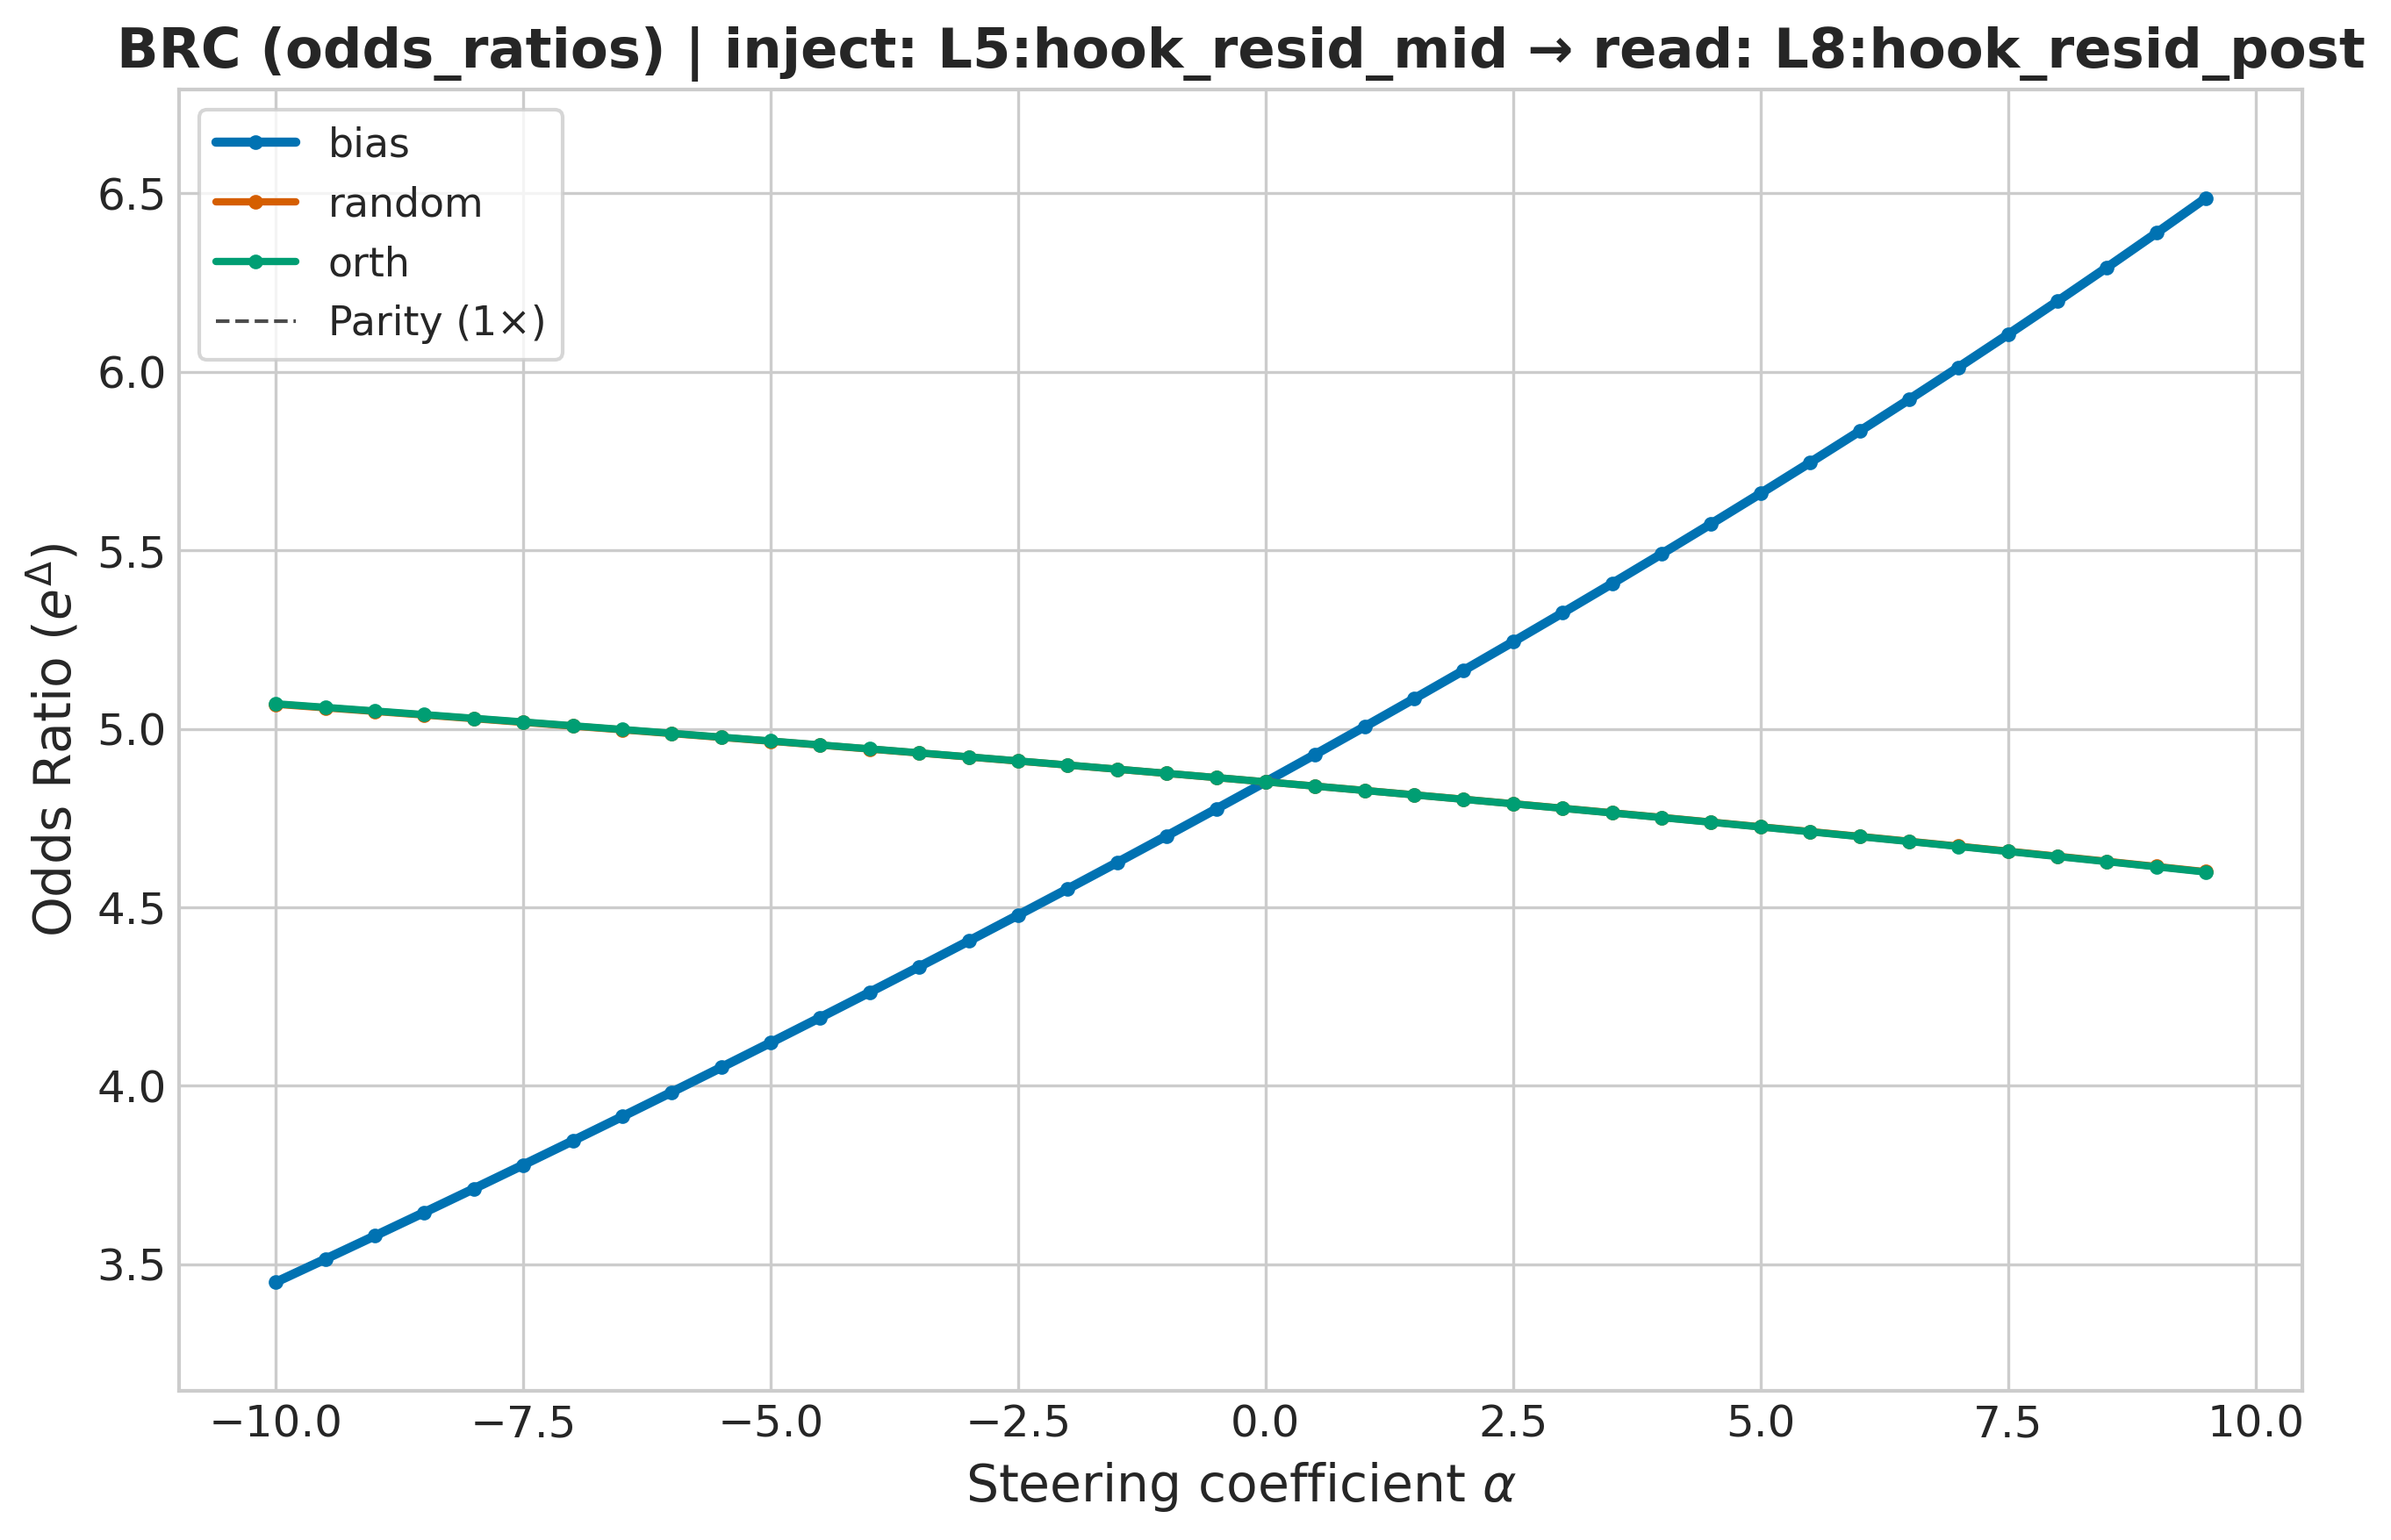 BRC (odds_ratios) | inject: L5:hook_resid_mid → read: L8:hook_resid_post
bias
random
orth
Parity (1×)
Odds Ratio (e^Δ)
6.5
6.0
5.5
5.0
4.5
4.0
3.5
−10.0 −7.5 −5.0 −2.5 0.0 2.5 5.0 7.5 10.0
Steering coefficient α